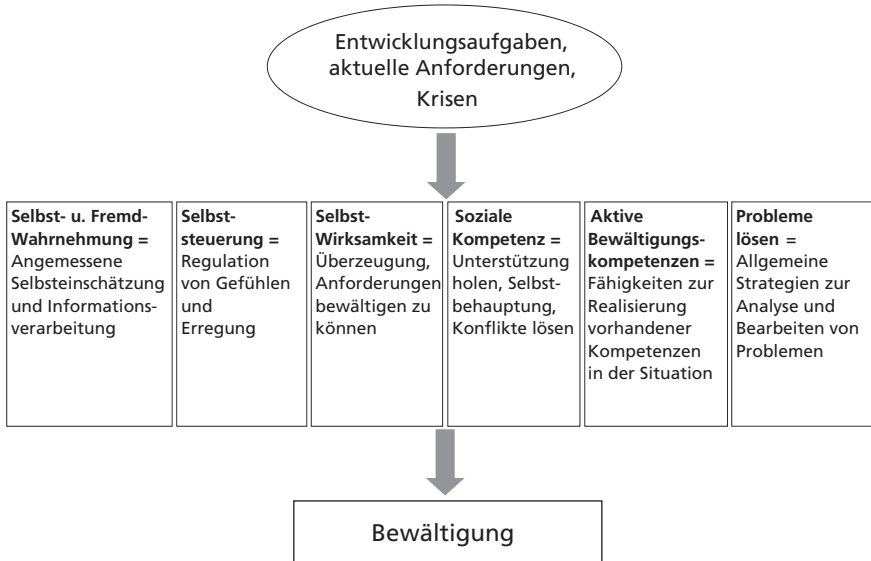 Entwicklungsaufgaben,
aktuelle Anforderungen,
Krisen
Selbst- u. Fremd-
Wahrnehmung =
Angemessene
Selbsteinschätzung
und Informations-
verarbeitung
Selbst-
steuerung =
Regulation
von Gefühlen
und
Erregung
Selbst-
Wirksamkeit =
Überzeugung,
Anforderungen
bewältigen zu
können
Soziale
Kompetenz =
Unterstützung
holen, Selbst-
behauptung,
Konflikte lösen
Aktive
Bewältigungs-
kompetenzen =
Fähigkeiten zur
Realisierung
vorhandener
Kompetenzen
in der Situation
Probleme
lösen =
Allgemeine
Strategien zur
Analyse und
Bearbeiten von
Problemen
Bewältigung